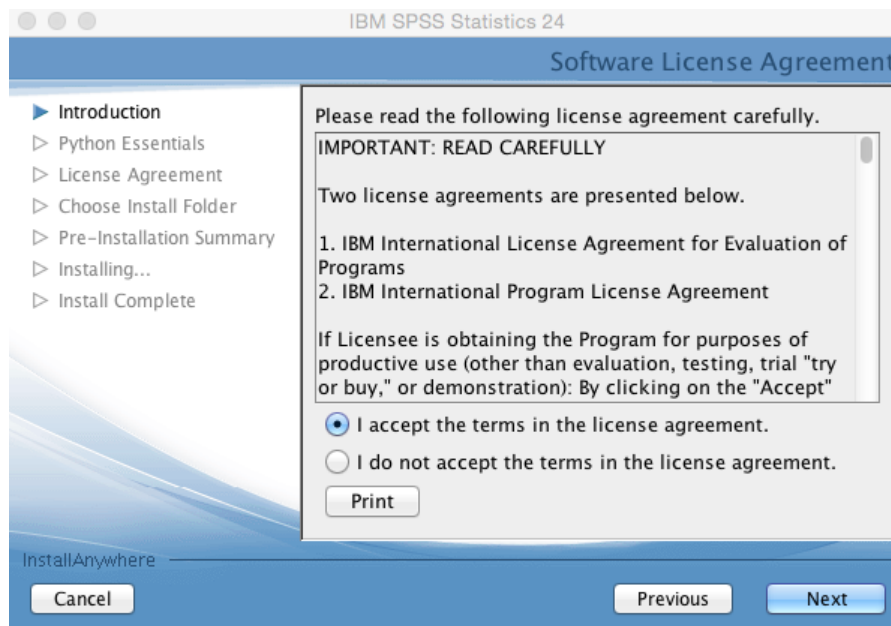 IBM SPSS Statistics 24
Software License Agreement
Introduction
Python Essentials
License Agreement
Choose Install Folder
Pre-Installation Summary
Installing...
Install Complete
Please read the following license agreement carefully.
IMPORTANT: READ CAREFULLY
Two license agreements are presented below.
1. IBM International License Agreement for Evaluation of
Programs
2. IBM International Program License Agreement
If Licensee is obtaining the Program for purposes of
productive use (other than evaluation, testing, trial "try
or buy," or demonstration): By clicking on the "Accept"
I accept the terms in the license agreement.
I do not accept the terms in the license agreement.
Print
InstallAnywhere
Cancel
Previous
Next